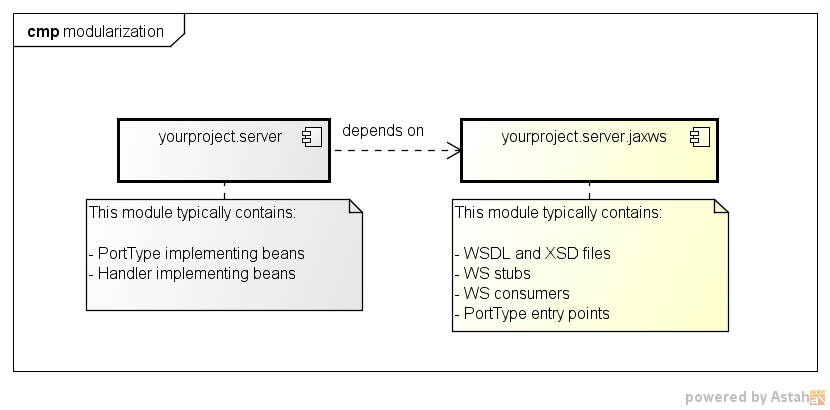 cmp modularization
yourproject.server
depends on
yourproject.server.jaxws
This module typically contains:
- PortType implementing beans
- Handler implementing beans
This module typically contains:
- WSDL and XSD files
- WS stubs
- WS consumers
- PortType entry points
powered by Astah